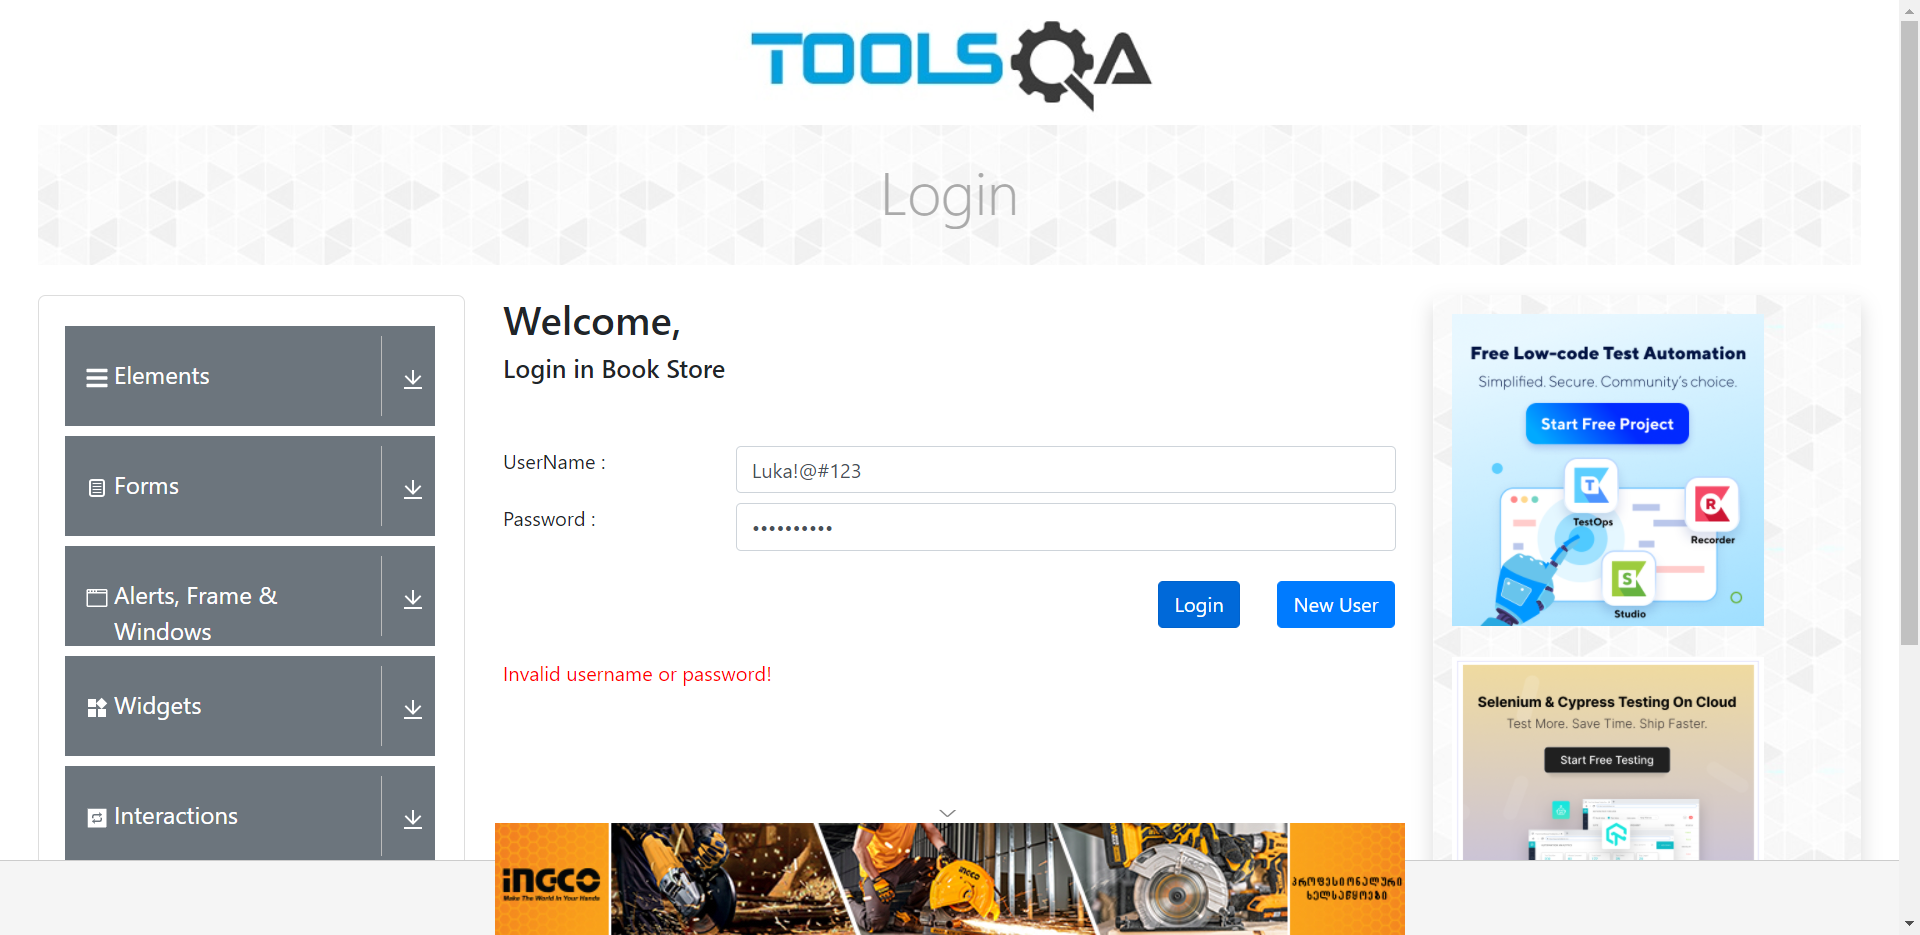 TOOLSQA
Login
Elements
Forms
Alerts, Frame &
Windows
Widgets
Interactions
Welcome,
Login in Book Store
UserName :
Luka!@#123
Password :
••••••••••
Login
New User
Invalid username or password!
Free Low-code Test Automation
Simplified. Secure. Community's choice.
Start Free Project
TestOps
Recorder
Studio
Selenium & Cypress Testing On Cloud
Test More. Save Time. Ship Faster.
Start Free Testing
INGCO
Make The World In Your Hands
INGCO
პროფესიონალური
ხელსაწყოები